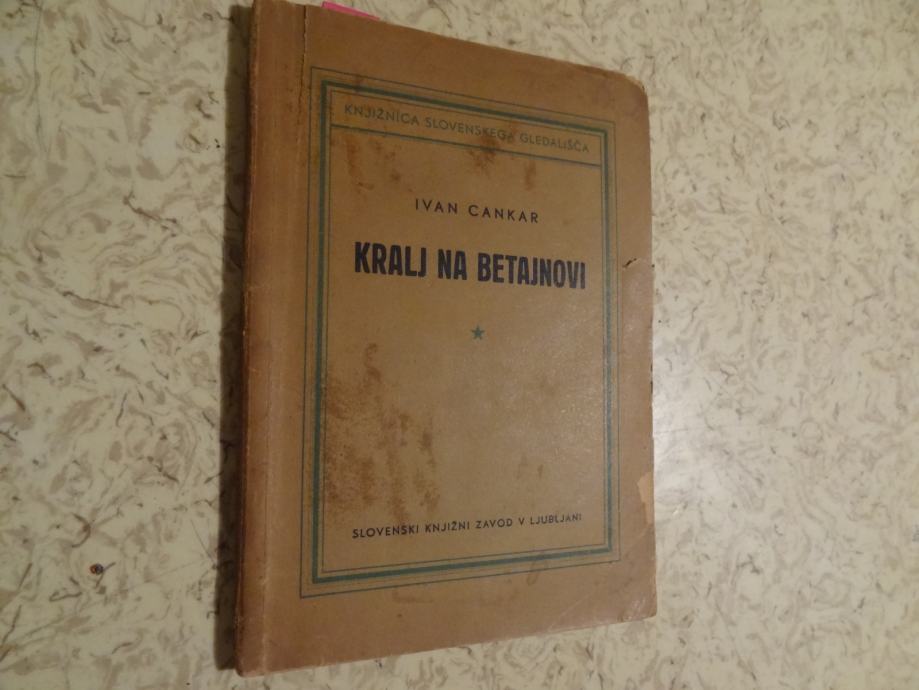 KNJIŽNICA SLOVENSKEGA GLEDALIŠČA
IVAN CANKAR
KRALJ NA BETAJNOVI
SLOVENSKI KNJIŽNI ZAVOD V LJUBLJANI